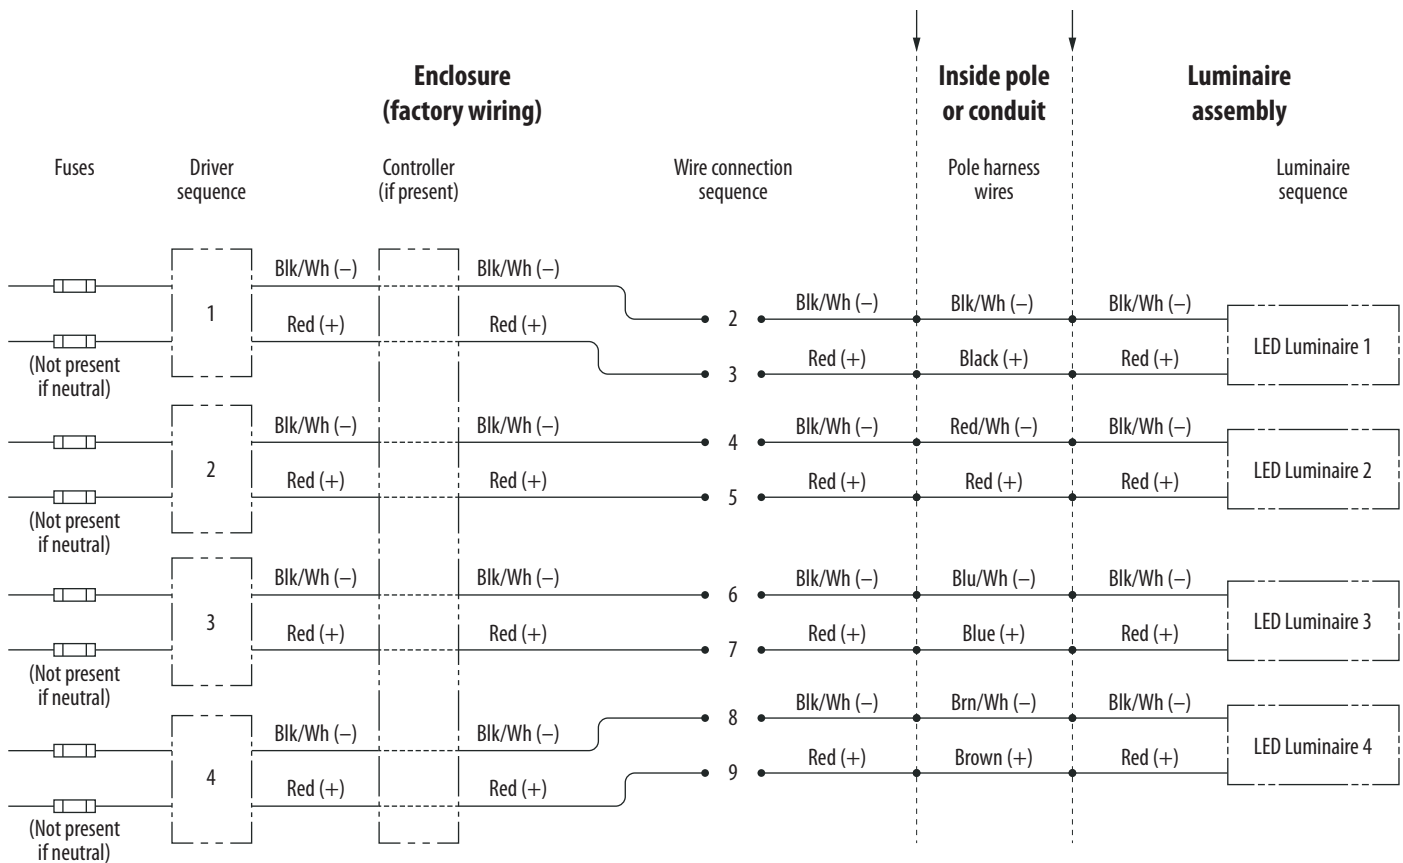 Enclosure
(factory wiring)
Inside pole
or conduit
Luminaire
assembly
Fuses
Driver
sequence
Controller
(if present)
Wire connection
sequence
Pole harness
wires
Luminaire
sequence
Blk/Wh (–)
Blk/Wh (–)
1
Red (+)
Red (+)
(Not present
if neutral)
2
Blk/Wh (–)
Blk/Wh (–)
Blk/Wh (–)
3
Red (+)
Black (+)
Red (+)
LED Luminaire 1
Blk/Wh (–)
Blk/Wh (–)
2
Red (+)
Red (+)
(Not present
if neutral)
4
Blk/Wh (–)
Red/Wh (–)
Blk/Wh (–)
5
Red (+)
Red (+)
Red (+)
LED Luminaire 2
Blk/Wh (–)
Blk/Wh (–)
3
Red (+)
Red (+)
(Not present
if neutral)
6
Blk/Wh (–)
Blu/Wh (–)
Blk/Wh (–)
7
Red (+)
Blue (+)
Red (+)
LED Luminaire 3
Blk/Wh (–)
Blk/Wh (–)
4
Red (+)
Red (+)
(Not present
if neutral)
8
Blk/Wh (–)
Brn/Wh (–)
Blk/Wh (–)
9
Red (+)
Brown (+)
Red (+)
LED Luminaire 4